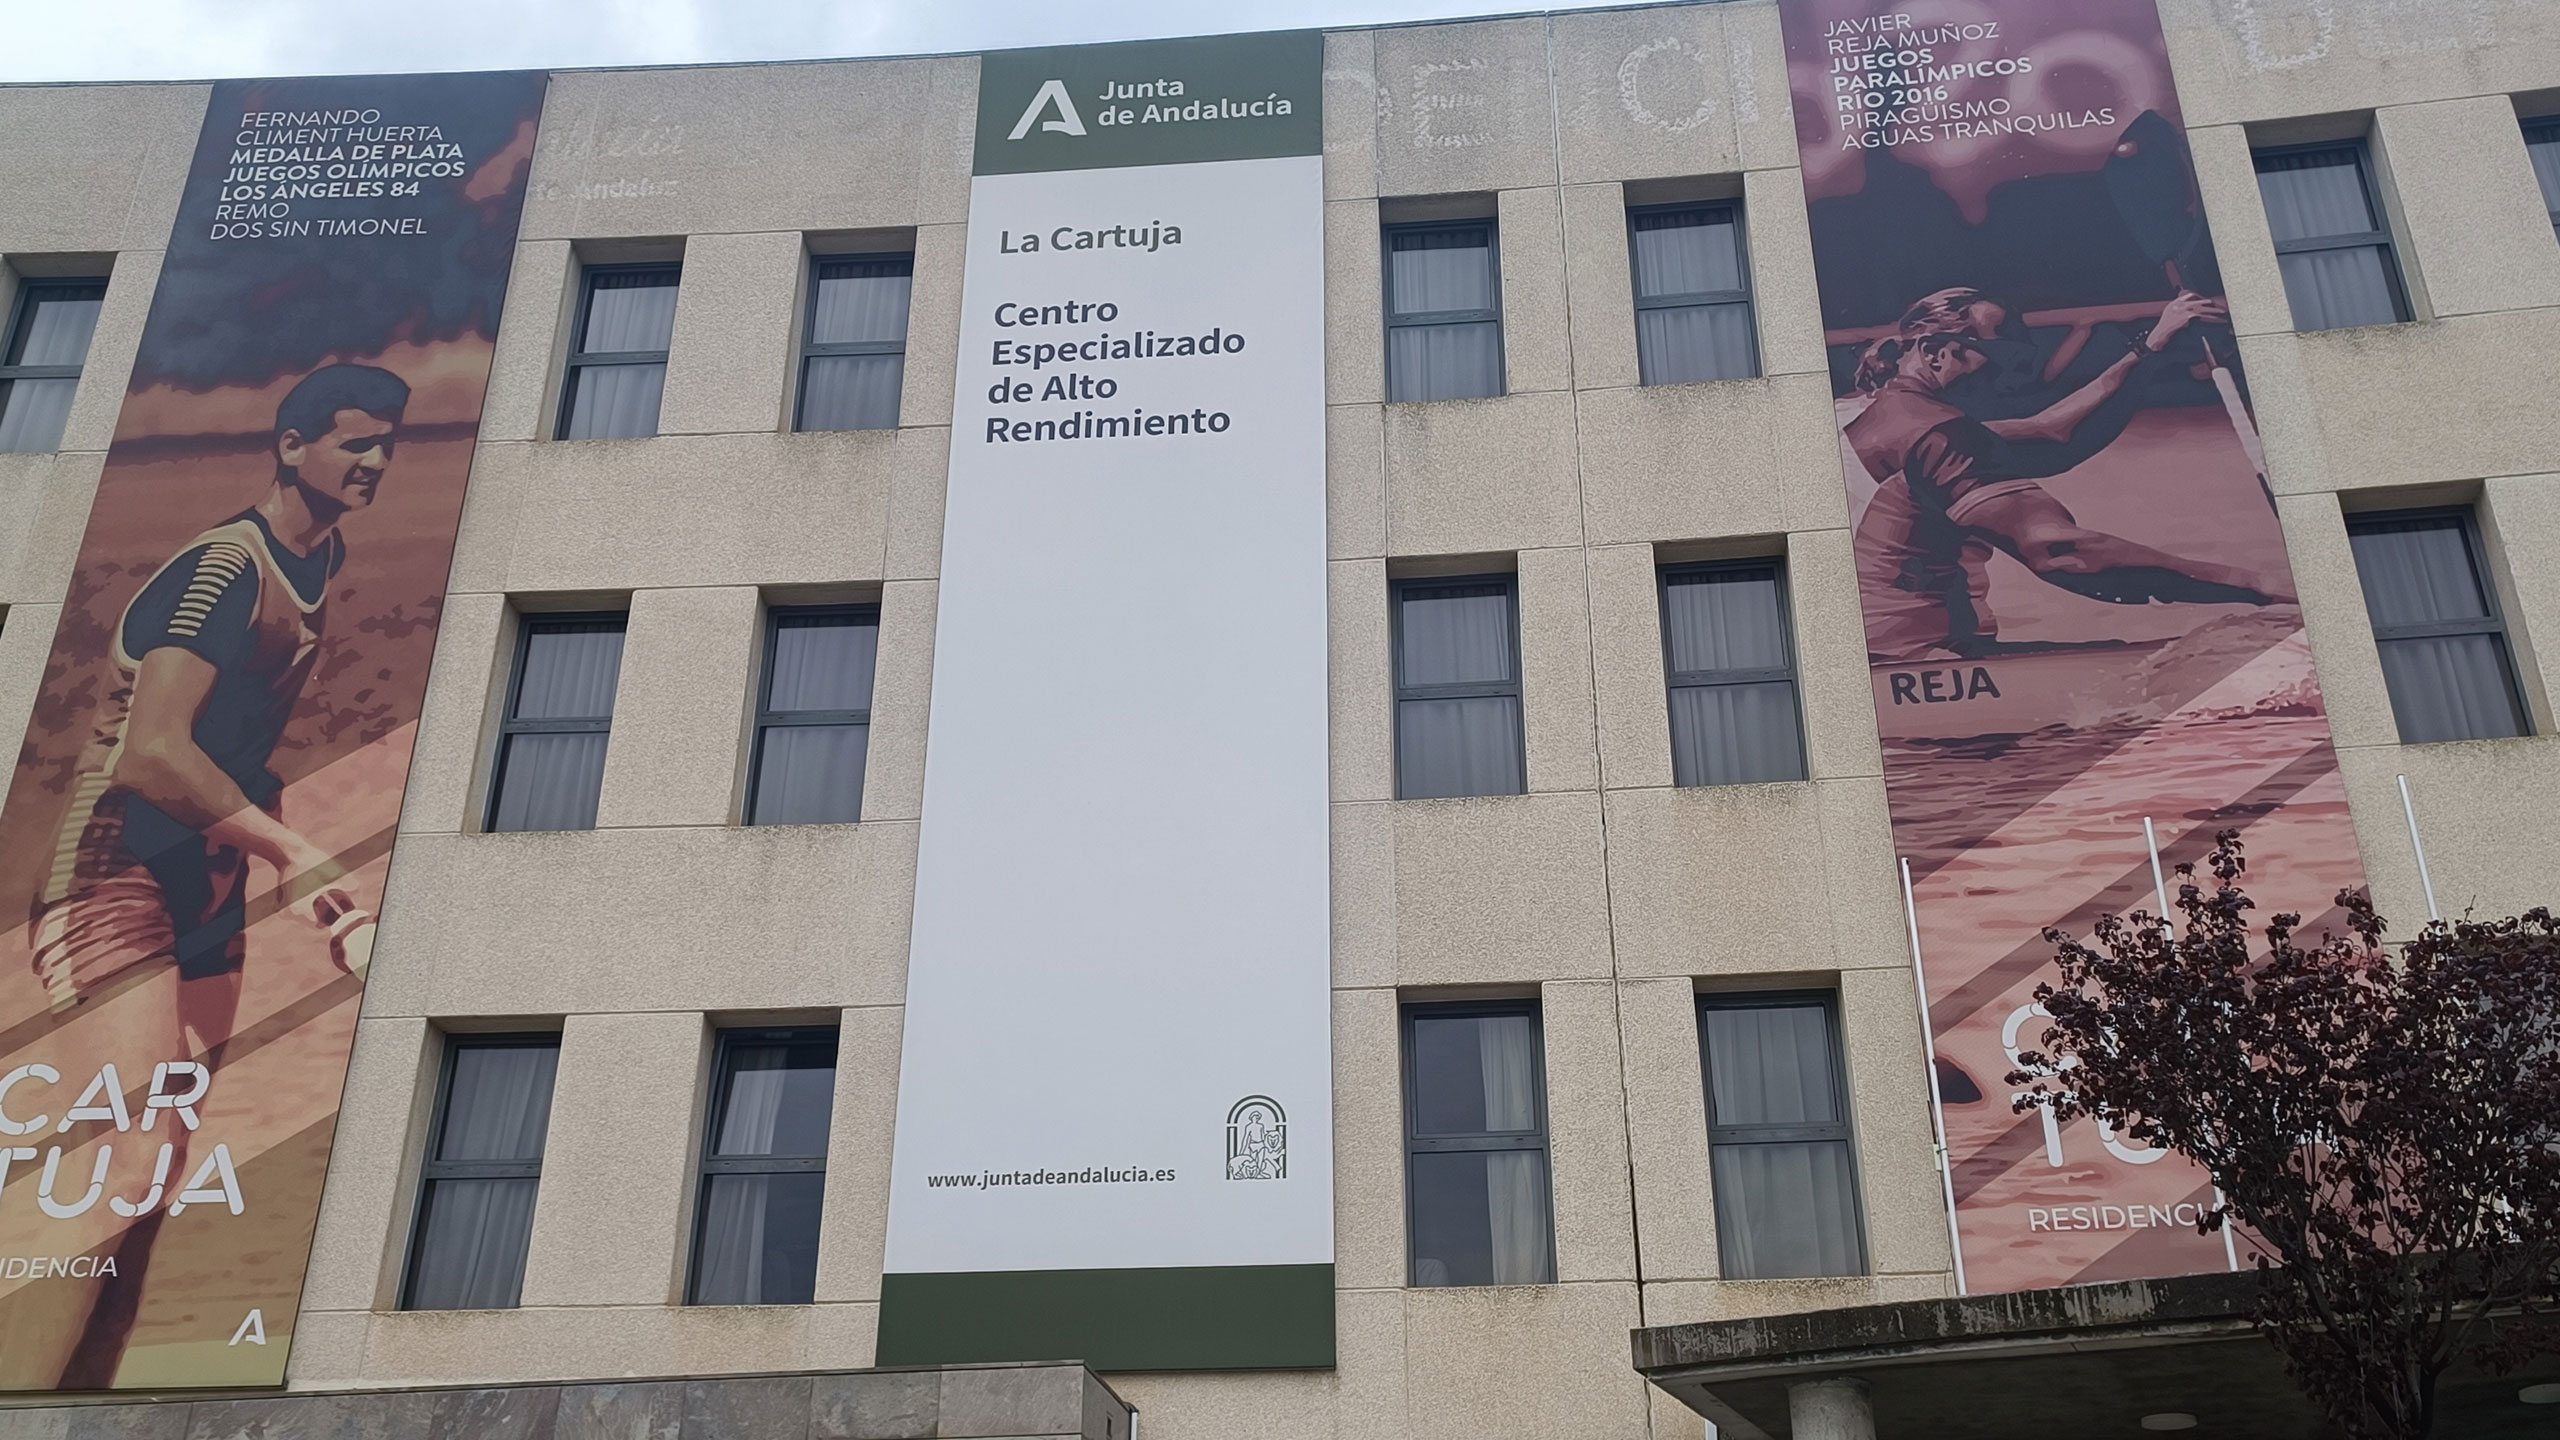 FERNANDO
CLIMENT HUERTA
MEDALLA DE PLATA
JUEGOS OLÍMPICOS
LOS ÁNGELES 84
REMO
DOS SIN TIMONEL
CAR
TUJA
IDENCIA
Junta
de Andalucía
La Cartuja
Centro
Especializado
de Alto
Rendimiento
www.juntadeandalucia.es
JAVIER
REJA MUÑOZ
JUEGOS
PARALÍMPICOS
RÍO 2016
PIRAGÜISMO
AGUAS TRANQUILAS
REJA
RESIDENCIA